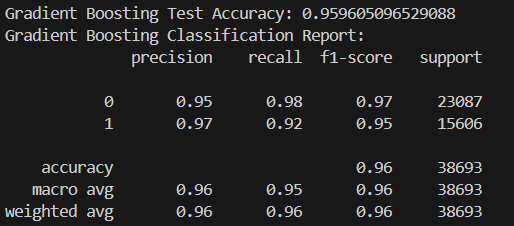 Gradient Boosting Test Accuracy: 0.959605096529088
Gradient Boosting Classification Report:
precision recall f1-score support
0 0.95 0.98 0.97 23087
1 0.97 0.92 0.95 15606
accuracy 0.96 38693
macro avg 0.96 0.95 0.96 38693
weighted avg 0.96 0.96 0.96 38693